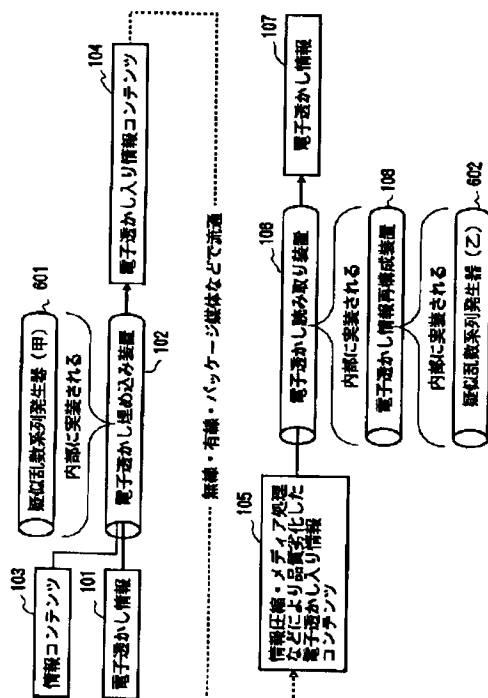 103
情報コンテンツ
101
電子透かし情報
疑似乱数系列発生器（甲）
601
内部に実装される
電子透かし埋め込み装置
102
104
電子透かし入り情報コンテンツ
無線・有線・パッケージ媒体などで流通
105
情報圧縮・メディア処理
などにより品質劣化した
電子透かし入り情報
コンテンツ
106
電子透かし読み取り装置
107
電子透かし情報
内部に実装される
108
電子透かし情報再構成装置
内部に実装される
疑似乱数系列発生器（乙）
602